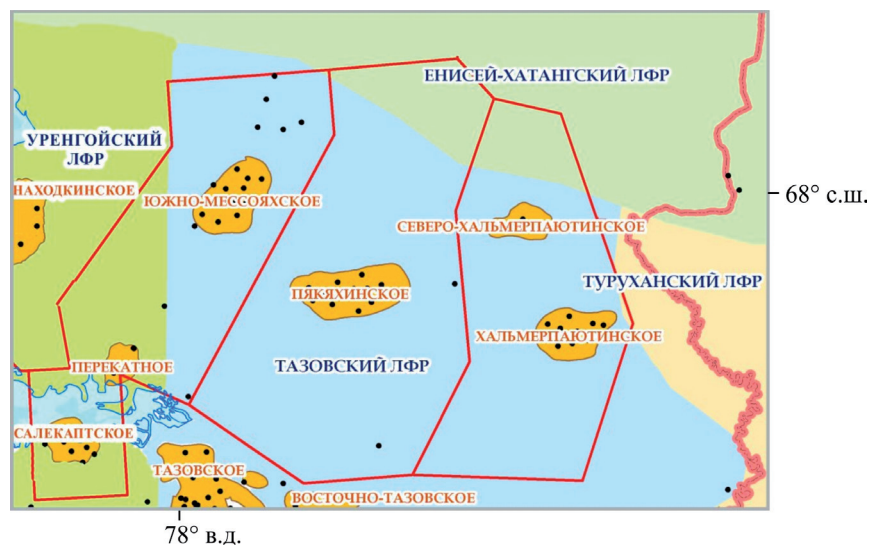 ЕНИСЕЙ-ХАТАНГСКИЙ ЛФР
УРЕНГОЙСКИЙ
ЛФР
НАХОДКИНСКОЕ
68° с.ш.
ЮЖНО-МЕССОЯХСКОЕ
СЕВЕРО-ХАЛЬМЕРПАЮТИНСКОЕ
ТУРУХАНСКИЙ ЛФР
ПЯКЯХИНСКОЕ
ХАЛЬМЕРПАЮТИНСКОЕ
ПЕРЕКАТНОЕ
ТАЗОВСКИЙ ЛФР
САЛЕКАПТСКОЕ
ТАЗОВСКОЕ
ВОСТОЧНО-ТАЗОВСКОЕ
78° в.д.